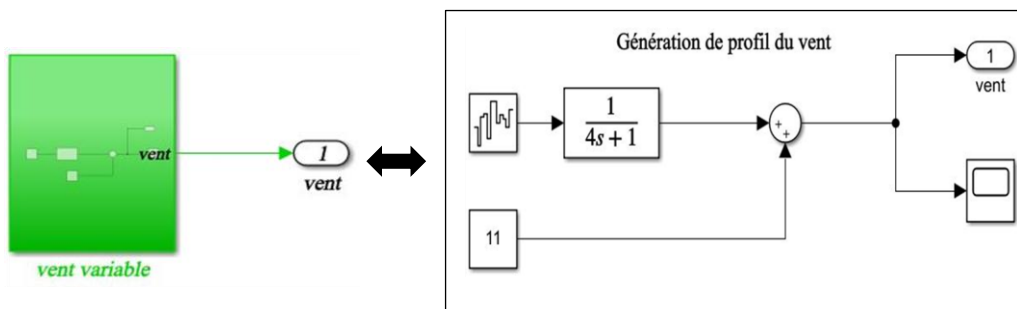 vent
1
vent
vent variable
Génération de profil du vent
1
4s + 1
+
+
11
1
vent